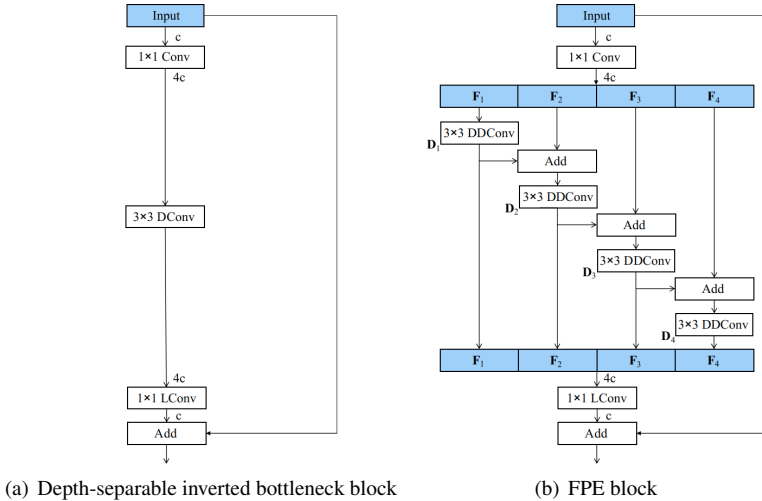 Input
c
1×1 Conv
4c
3×3 DConv
4c
1×1 LConv
c
Add
(a) Depth-separable inverted bottleneck block
Input
c
1×1 Conv
4c
F1 F2 F3 F4
3×3 DDConv
D1
Add
3×3 DDConv
D2
Add
3×3 DDConv
D3
Add
3×3 DDConv
D4
F1 F2 F3 F4
4c
1×1 LConv
c
Add
(b) FPE block